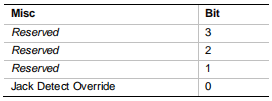 Misc Bit
Reserved 3
Reserved 2
Reserved 1
Jack Detect Override 0